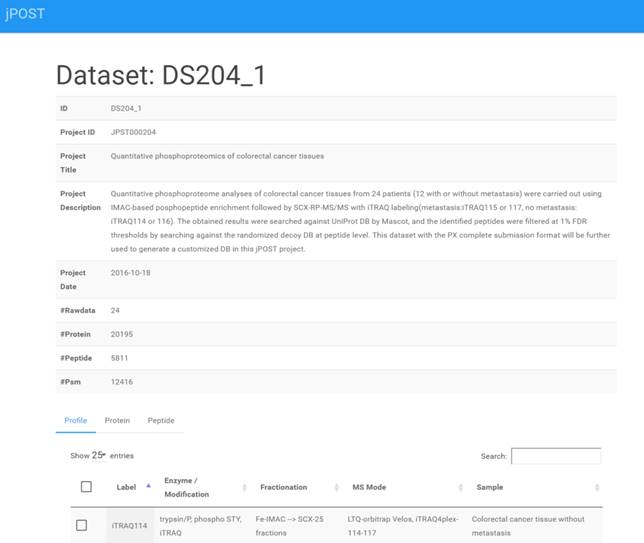 jPOST
Dataset: DS204_1
ID DS204_1
Project ID JPST000204
Project Title Quantitative phosphoproteomics of colorectal cancer tissues
Project Description Quantitative phosphoproteome analyses of colorectal cancer tissues from 24 patients (12 with or without metastasis) were carried out using
IMAC-based posphopeptide enrichment followed by SCX-RP-MS/MS with iTRAQ labeling(metastasis:iTRAQ115 or 117, no metastasis:
iTRAQ114 or 116). The obtained results were searched against UniProt DB by Mascot, and the identified peptides were filtered at 1% FDR
thresholds by searching against the randomized decoy DB at peptide level. This dataset with the PX complete submission format will be further
used to generate a customized DB in this jPOST project.
Project Date 2016-10-18
#Rawdata 24
#Protein 20195
#Peptide 5811
#Psm 12416
Profile Protein Peptide
Show 25 entries Search:
Label Enzyme / Modification Fractionation MS Mode Sample
iTRAQ114 trypsin/P, phospho STY, iTRAQ Fe-IMAC --> SCX-25 fractions LTQ-orbitrap Velos, iTRAQ4plex-114-117 Colorectal cancer tissue without metastasis